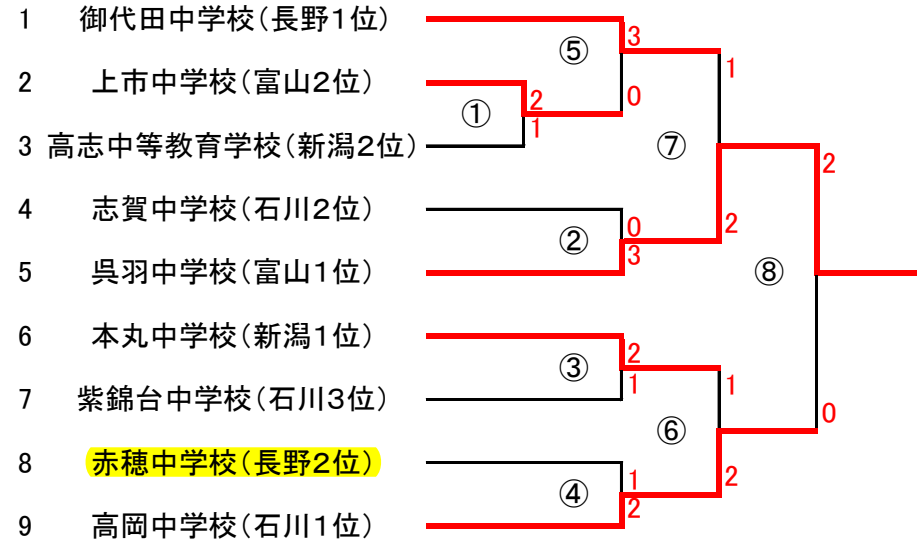 1 御代田中学校(長野1位)
3
⑤
1
2 上市中学校(富山2位)
2
0
①
1
3 高志中等教育学校(新潟2位)
⑦
2
4 志賀中学校(石川2位)
0
2
②
3
5 呉羽中学校(富山1位)
⑧
6 本丸中学校(新潟1位)
2
③
1
1
7 紫錦台中学校(石川3位)
0
⑥
8 赤穂中学校(長野2位)
1
2
④
2
9 高岡中学校(石川1位)